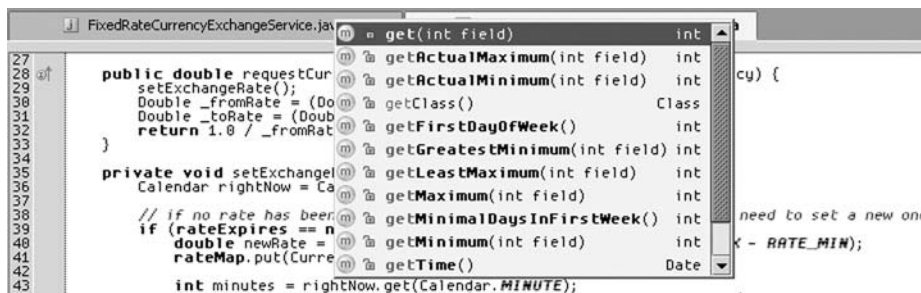 FixedRateCurrencyExchangeService.jav
27
28 public double requestCur cy) {
29 setExchangeRate();
30 Double _fromRate = (Do
31 Double _toRate = (Doub
32 return 1.0 / _fromRat
33 }
34
35 private void setExchangeR
36 Calendar rightNow = Ca
37
38 // if no rate has been need to set a new one
39 if (rateExpires == n
40 double newRate = - RATE_MIN);
41 rateMap.put(Curre
42
43 int minutes = rightNow.get(Calendar.MINUTE);
get(int field) int
getActualMaximum(int field) int
getActualMinimum(int field) int
getClass() Class
getFirstDayOfWeek() int
getGreatestMinimum(int field) int
getLeastMaximum(int field) int
getMaximum(int field) int
getMinimalDaysInFirstWeek() int
getMinimum(int field) int
getTime() Date